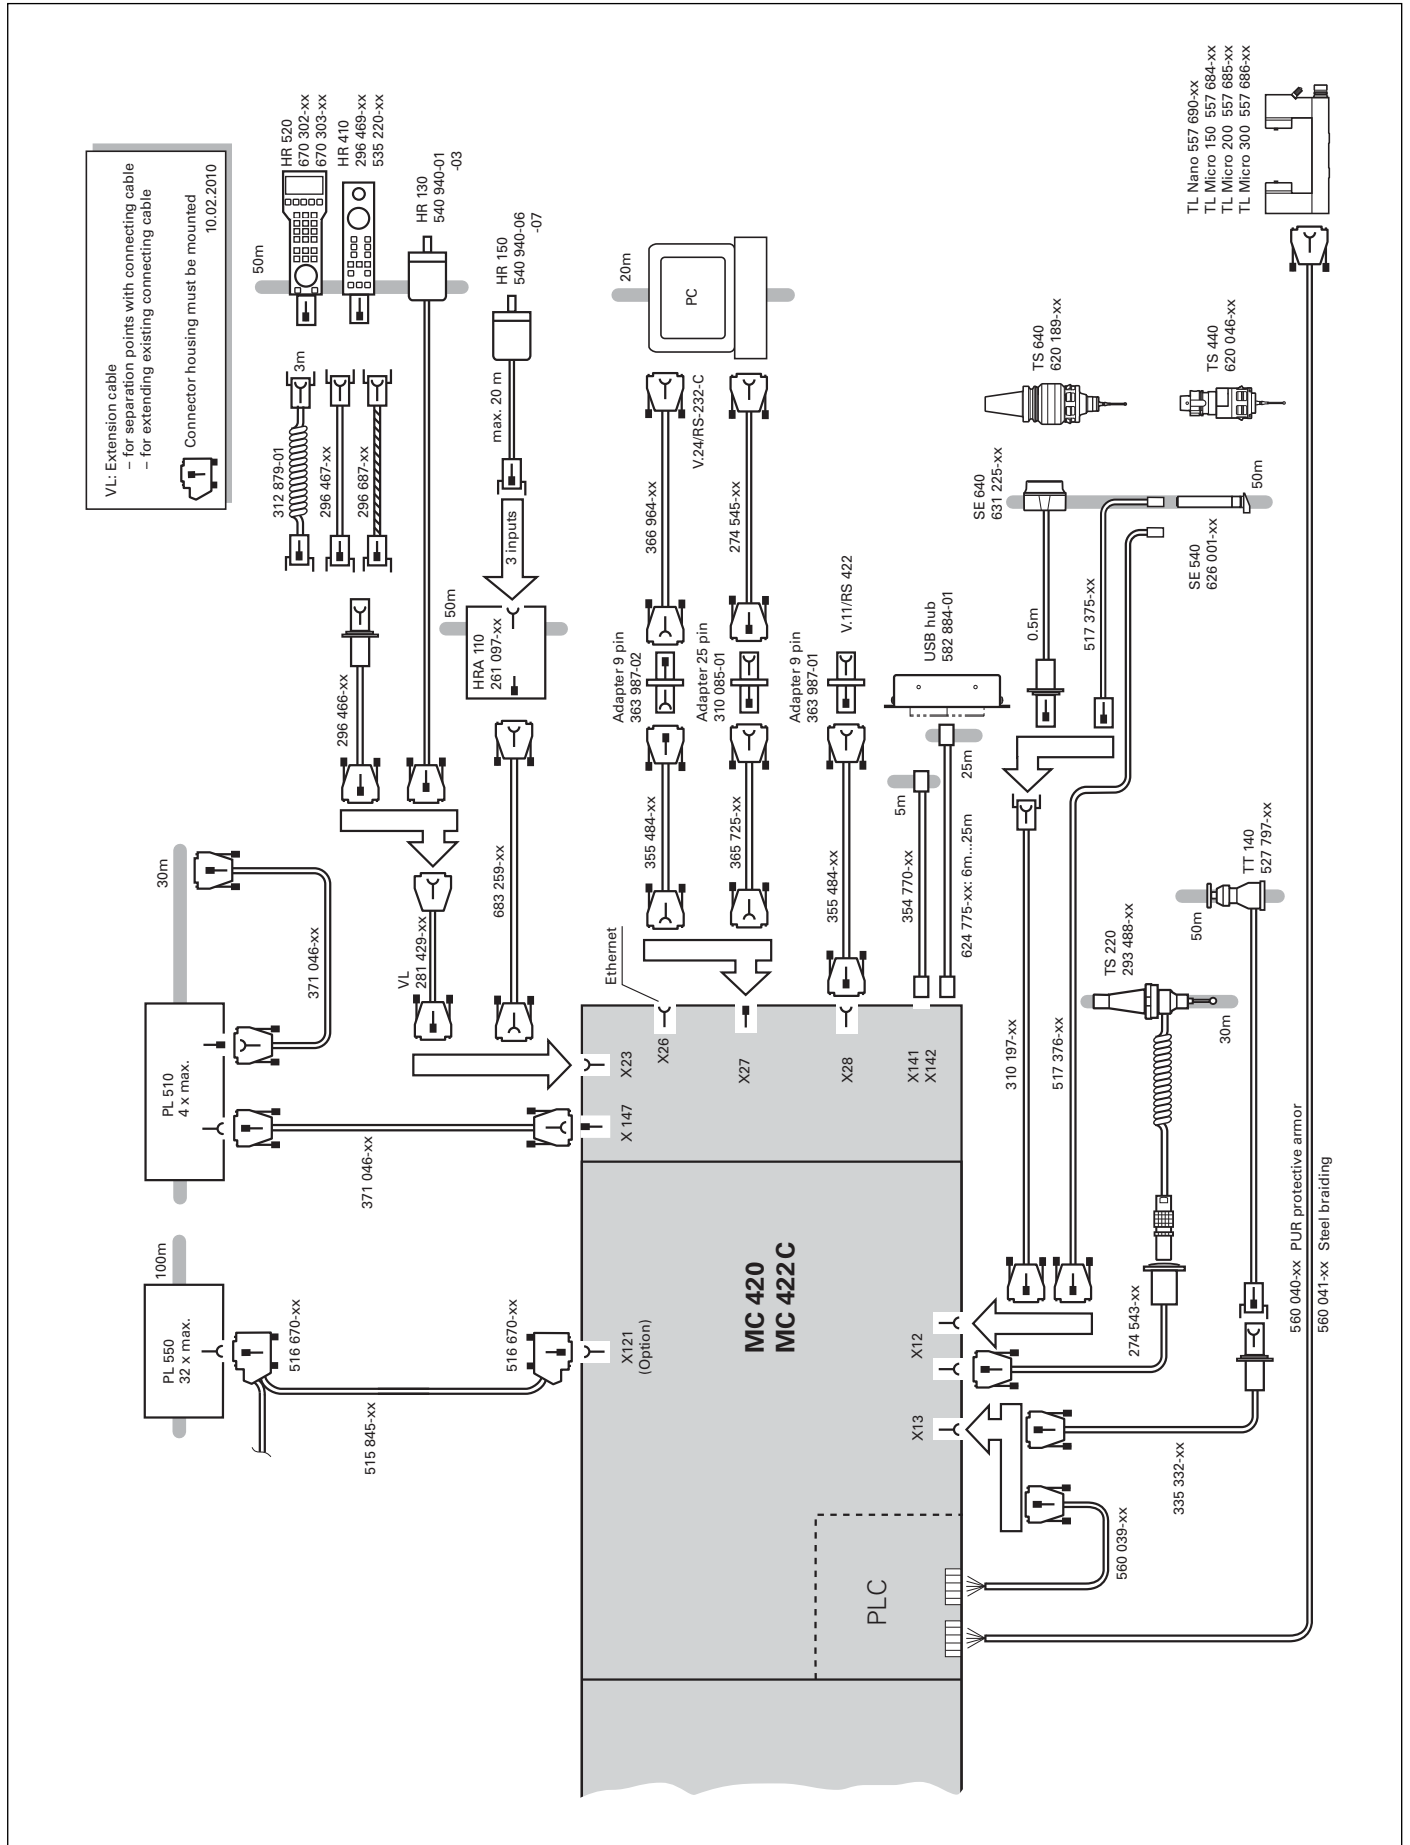 VL: Extension cable
– for separation points with connecting cable
– for extending existing connecting cable
Connector housing must be mounted
10.02.2010
50m
HR 520
670 302-xx
670 303-xx
HR 410
296 469-xx
535 220-xx
HR 130
540 940-01
-03
HR 150
540 940-06
-07
3m
312 879-01
296 467-xx
296 687-xx
max. 20 m
3 inputs
50m
HRA 110
261 097-xx
296 466-xx
VL
281 429-xx
683 259-xx
30m
PL 510
4 x max.
371 046-xx
371 046-xx
100m
PL 550
32 x max.
516 670-xx
516 670-xx
515 845-xx
X121
(Option)
X 147
X23
X26
X27
X28
X141
X142
Ethernet
20m
PC
V.24/RS-232-C
366 964-xx
274 545-xx
Adapter 9 pin
363 987-02
Adapter 25 pin
310 085-01
Adapter 9 pin
363 987-01
V.11/RS 422
355 484-xx
365 725-xx
355 484-xx
USB hub
582 884-01
5m
25m
354 770-xx
624 775-xx: 6m...25m
MC 420
MC 422 C
PLC
X12
X13
TL Nano 557 690-xx
TL Micro 150 557 684-xx
TL Micro 200 557 685-xx
TL Micro 300 557 686-xx
TS 640
620 189-xx
TS 440
620 046-xx
SE 640
631 225-xx
0.5m
517 375-xx
SE 540
626 001-xx
50m
310 197-xx
517 376-xx
TT 140
527 797-xx
50m
TS 220
293 488-xx
30m
274 543-xx
335 332-xx
560 039-xx
560 040-xx PUR protective armor
560 041-xx Steel braiding